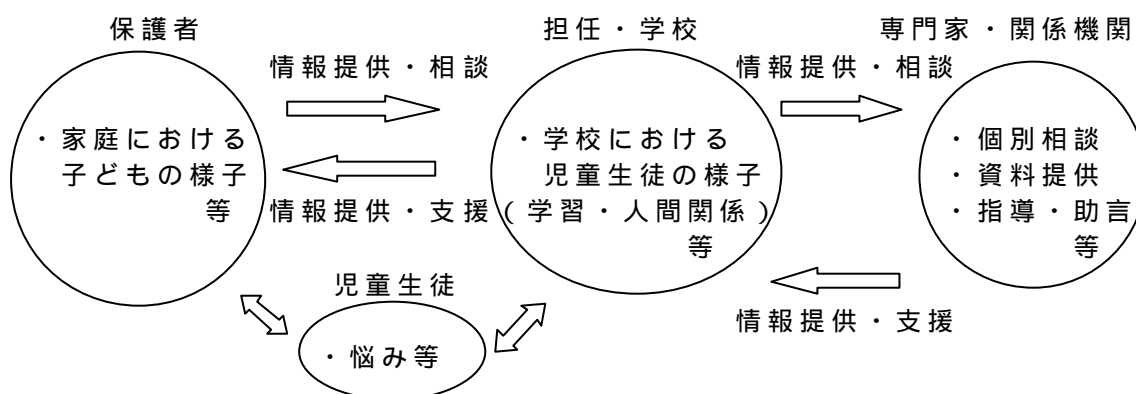 保護者
担任・学校
専門家・関係機関
情報提供・相談
情報提供・相談
・家庭における
子どもの様子
等
・学校における
児童生徒の様子
(学習・人間関係)
等
・個別相談
・資料提供
・指導・助言
等
情報提供・支援
児童生徒
情報提供・支援
・悩み等